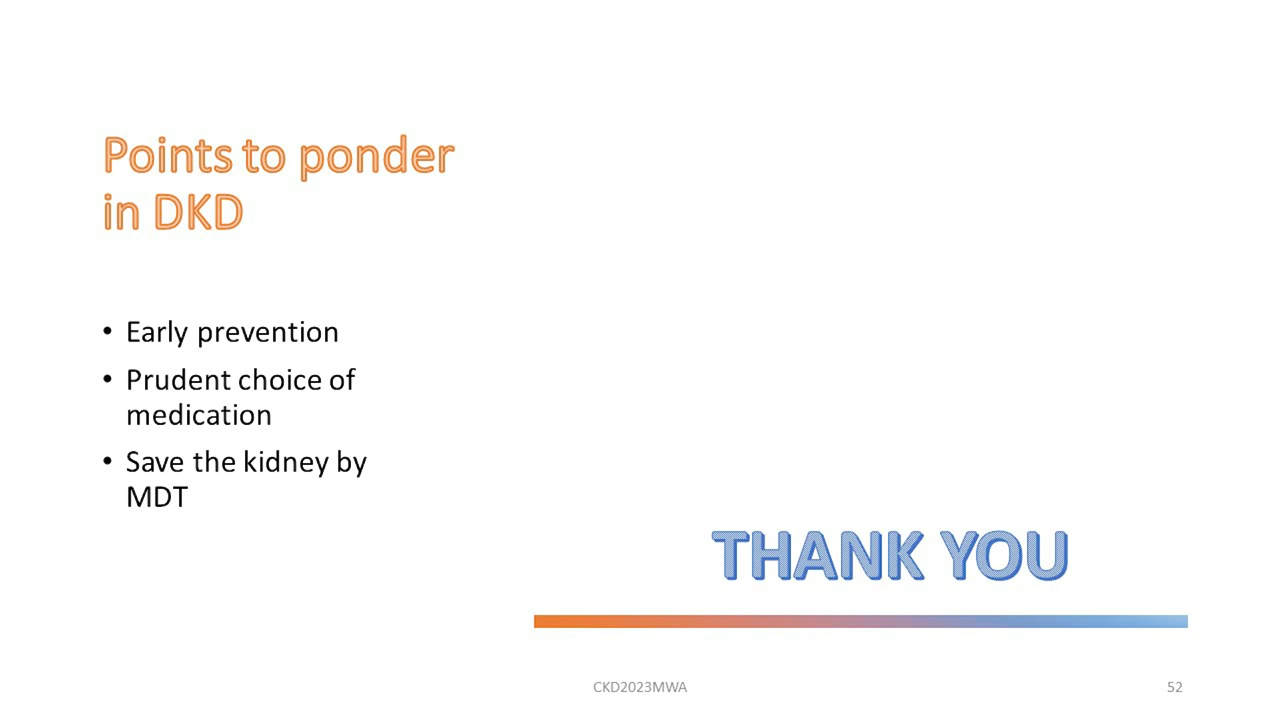 Points to ponder
in DKD
• Early prevention
• Prudent choice of
medication
• Save the kidney by
MDT
THANK YOU
CKD2023MWA
52